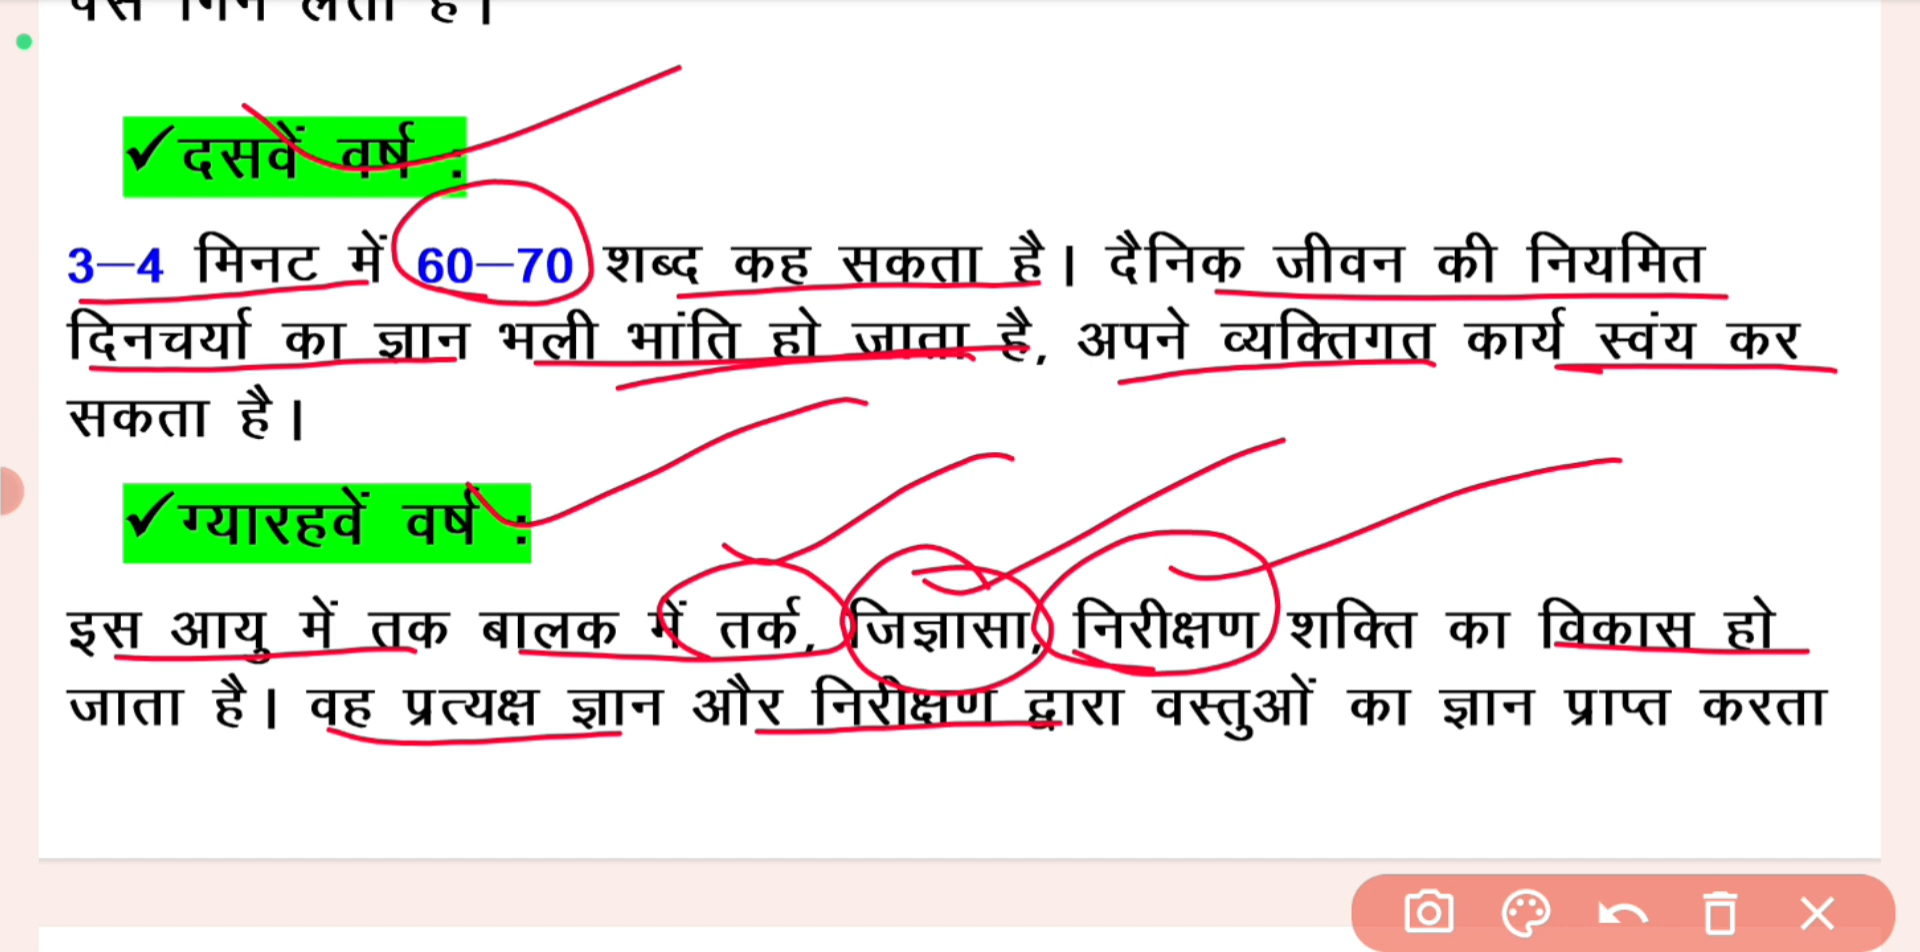 ✓दसवें वर्ष :
3–4 मिनट में 60–70 शब्द कह सकता है। दैनिक जीवन की नियमित
दिनचर्या का ज्ञान भली भांति हो जाता है, अपने व्यक्तिगत कार्य स्वंय कर
सकता है।
✓ग्यारहवें वर्ष :
इस आयु में तक बालक में तर्क, जिज्ञासा, निरीक्षण शक्ति का विकास हो
जाता है। वह प्रत्यक्ष ज्ञान और निरीक्षण द्वारा वस्तुओं का ज्ञान प्राप्त करता